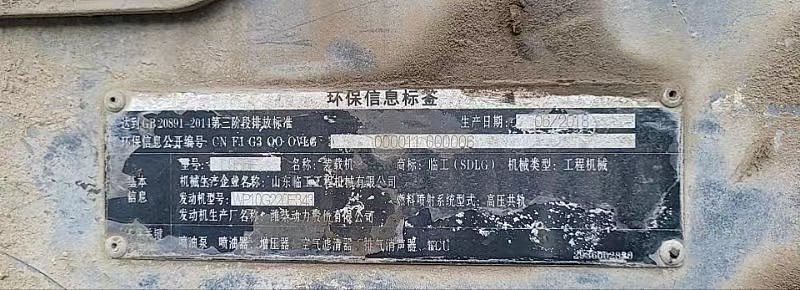 环保信息标签
达到GB20891-2014第三阶段排放标准 生产日期: 06/2018
环保信息公开编号 CN FI G3 00 0VLG 000011 600006
型号: 名称: 装载机 商标: 临工(SDLG) 机械类型: 工程机械
基本 机械生产企业名称: 山东临工工程机械有限公司
信息 发动机型号: WP10G220E343 燃料喷射系统型式: 高压共轨
发动机生产厂名称: 潍柴动力股份有限公司
喷油泵 喷油器 增压器 空气滤清器 排气消声器 ECU